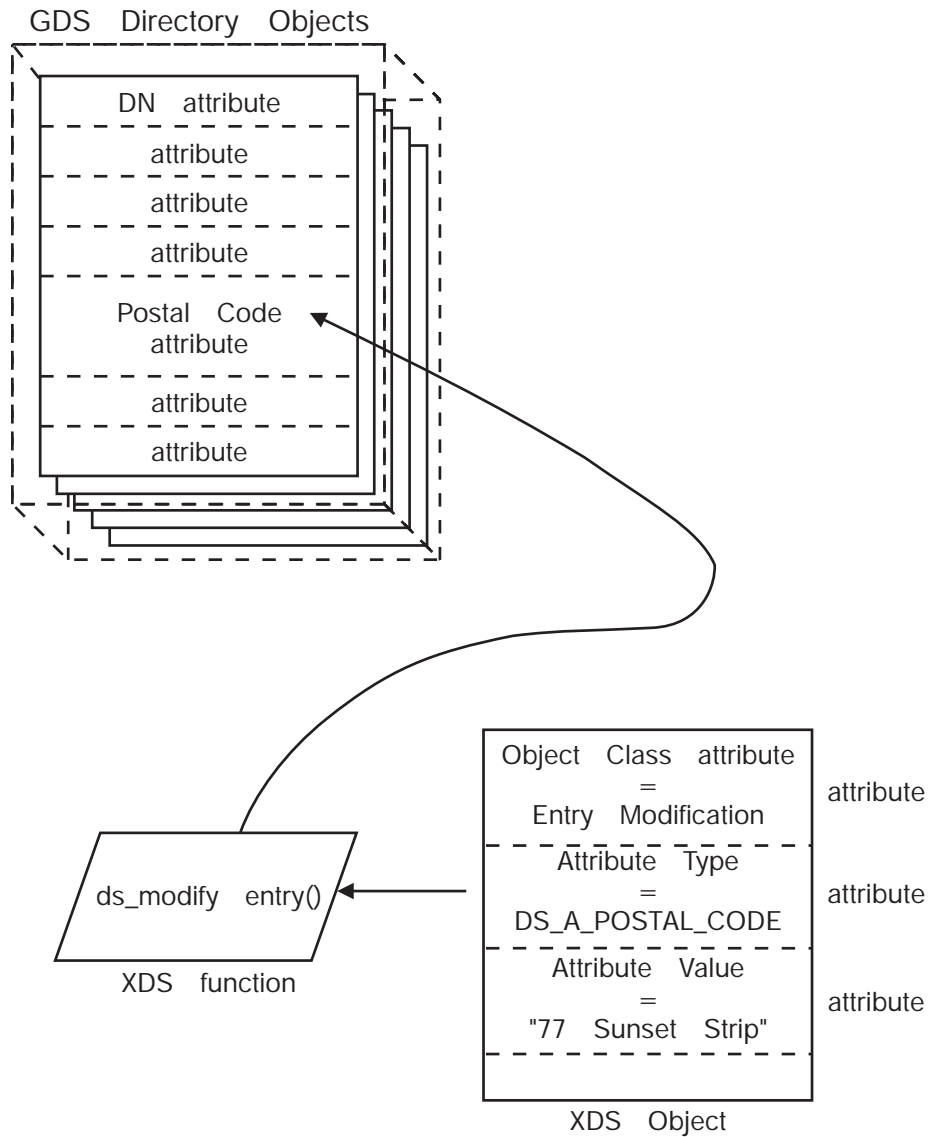 GDS Directory Objects
DN attribute
attribute
attribute
attribute
Postal Code
attribute
attribute
attribute
Object Class attribute
=
Entry Modification
attribute
Attribute Type
=
DS_A_POSTAL_CODE
attribute
Attribute Value
=
"77 Sunset Strip"
attribute
XDS Object
ds_modify entry()
XDS function